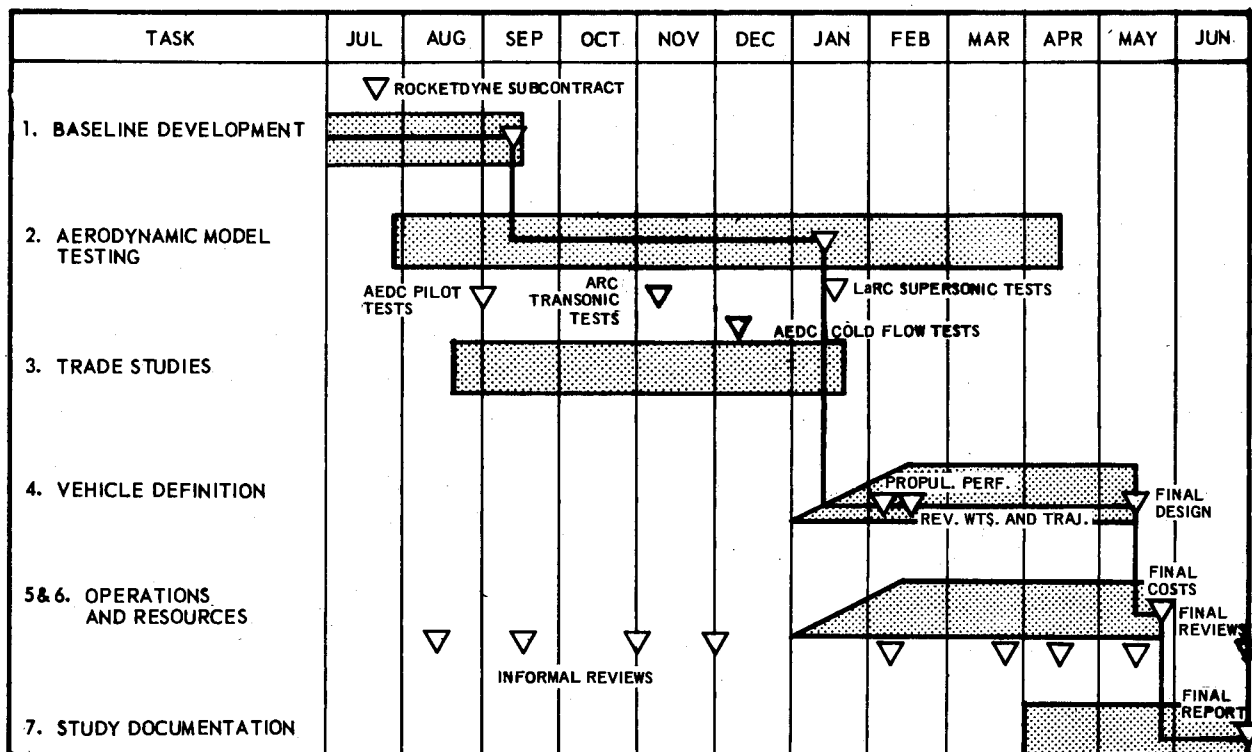 TASK JUL AUG SEP OCT NOV DEC JAN FEB MAR APR MAY JUN
ROCKETDYNE SUBCONTRACT
1. BASELINE DEVELOPMENT
2. AERODYNAMIC MODEL
TESTING
AEDC PILOT
TESTS
ARC
TRANSONIC
TESTS
LaRC SUPERSONIC TESTS
AEDC COLD FLOW TESTS
3. TRADE STUDIES
4. VEHICLE DEFINITION
PROPUL. PERF.
REV. WTS. AND TRAJ.
FINAL
DESIGN
5&6. OPERATIONS
AND RESOURCES
FINAL
COSTS
FINAL
REVIEWS
INFORMAL REVIEWS
7. STUDY DOCUMENTATION
FINAL
REPORT